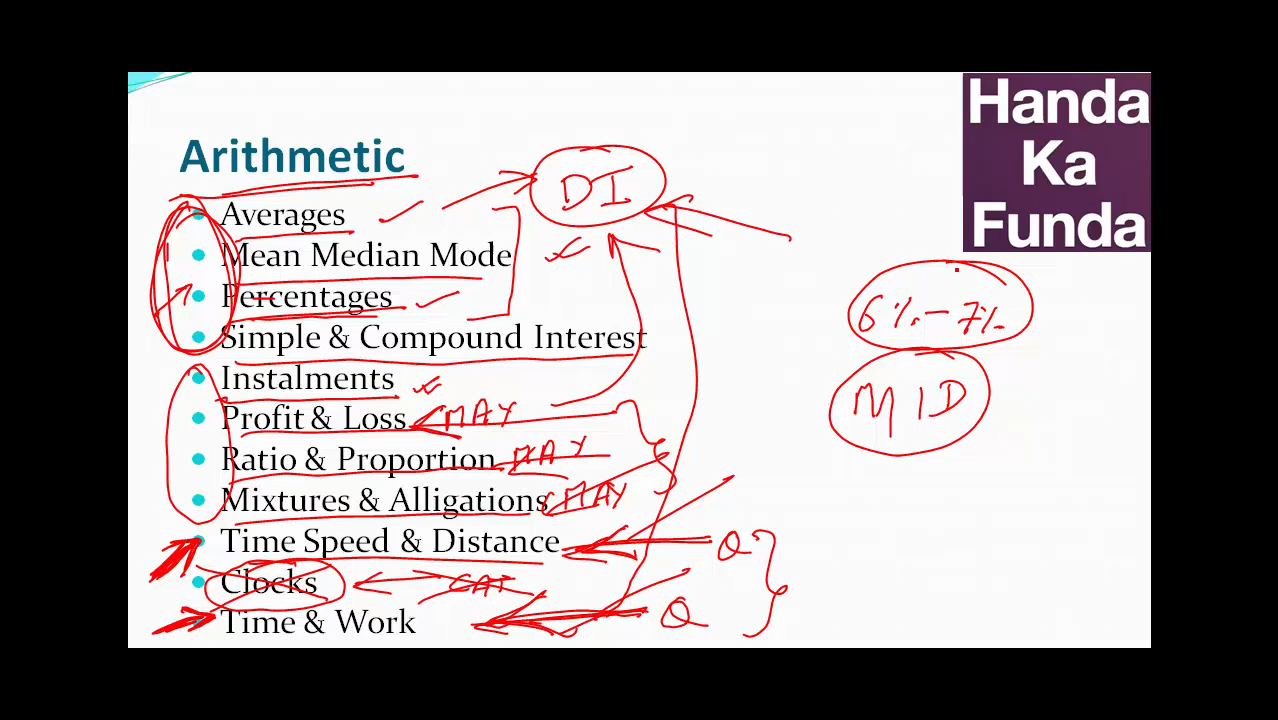 Handa
Ka
Funda
Arithmetic
DI
Averages
Mean Median Mode
Percentages
6%-7%
Simple & Compound Interest
Instalments
MID
Profit & Loss MAY
Ratio & Proportion MAY
Mixtures & Alligations MAY
Time Speed & Distance Q
Clocks CAT
Time & Work Q